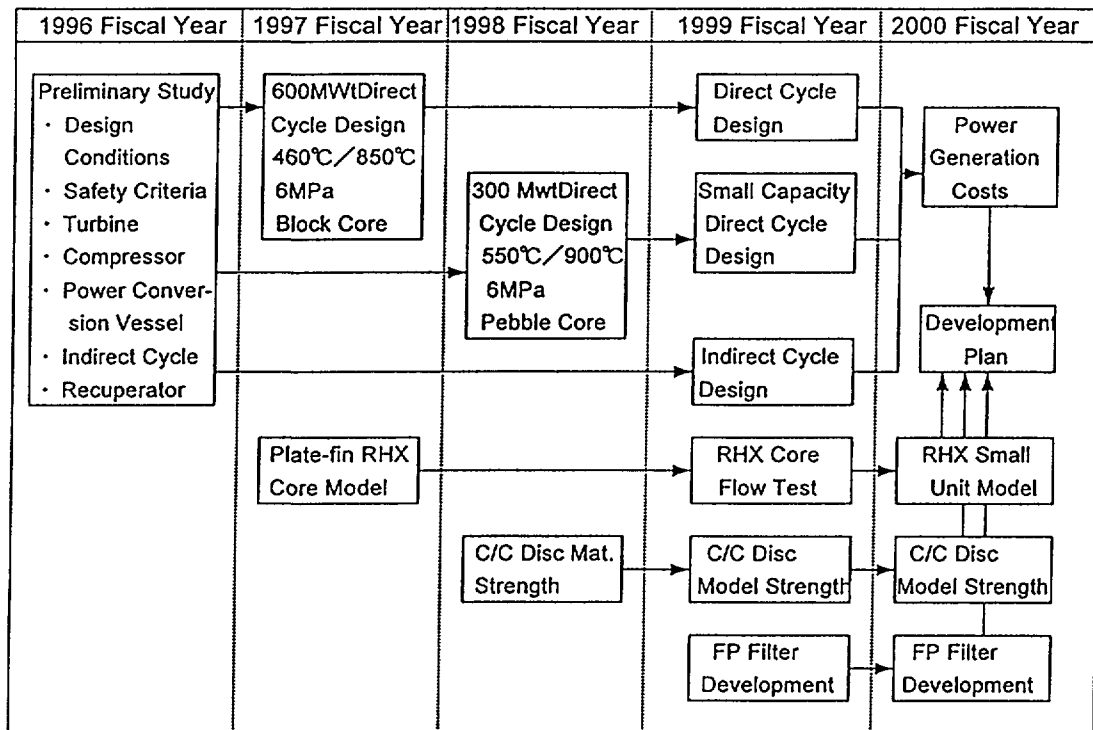 1996 Fiscal Year
1997 Fiscal Year
1998 Fiscal Year
1999 Fiscal Year
2000 Fiscal Year
Preliminary Study
・ Design
Conditions
・ Safety Criteria
・ Turbine
・ Compressor
・ Power Conver-
sion Vessel
・ Indirect Cycle
・ Recuperator
600MWtDirect
Cycle Design
460℃/850℃
6MPa
Block Core
300 MwtDirect
Cycle Design
550℃/900℃
6MPa
Pebble Core
Direct Cycle
Design
Small Capacity
Direct Cycle
Design
Indirect Cycle
Design
Power
Generation
Costs
Development
Plan
Plate-fin RHX
Core Model
RHX Core
Flow Test
RHX Small
Unit Model
C/C Disc Mat.
Strength
C/C Disc
Model Strength
C/C Disc
Model Strength
FP Filter
Development
FP Filter
Development